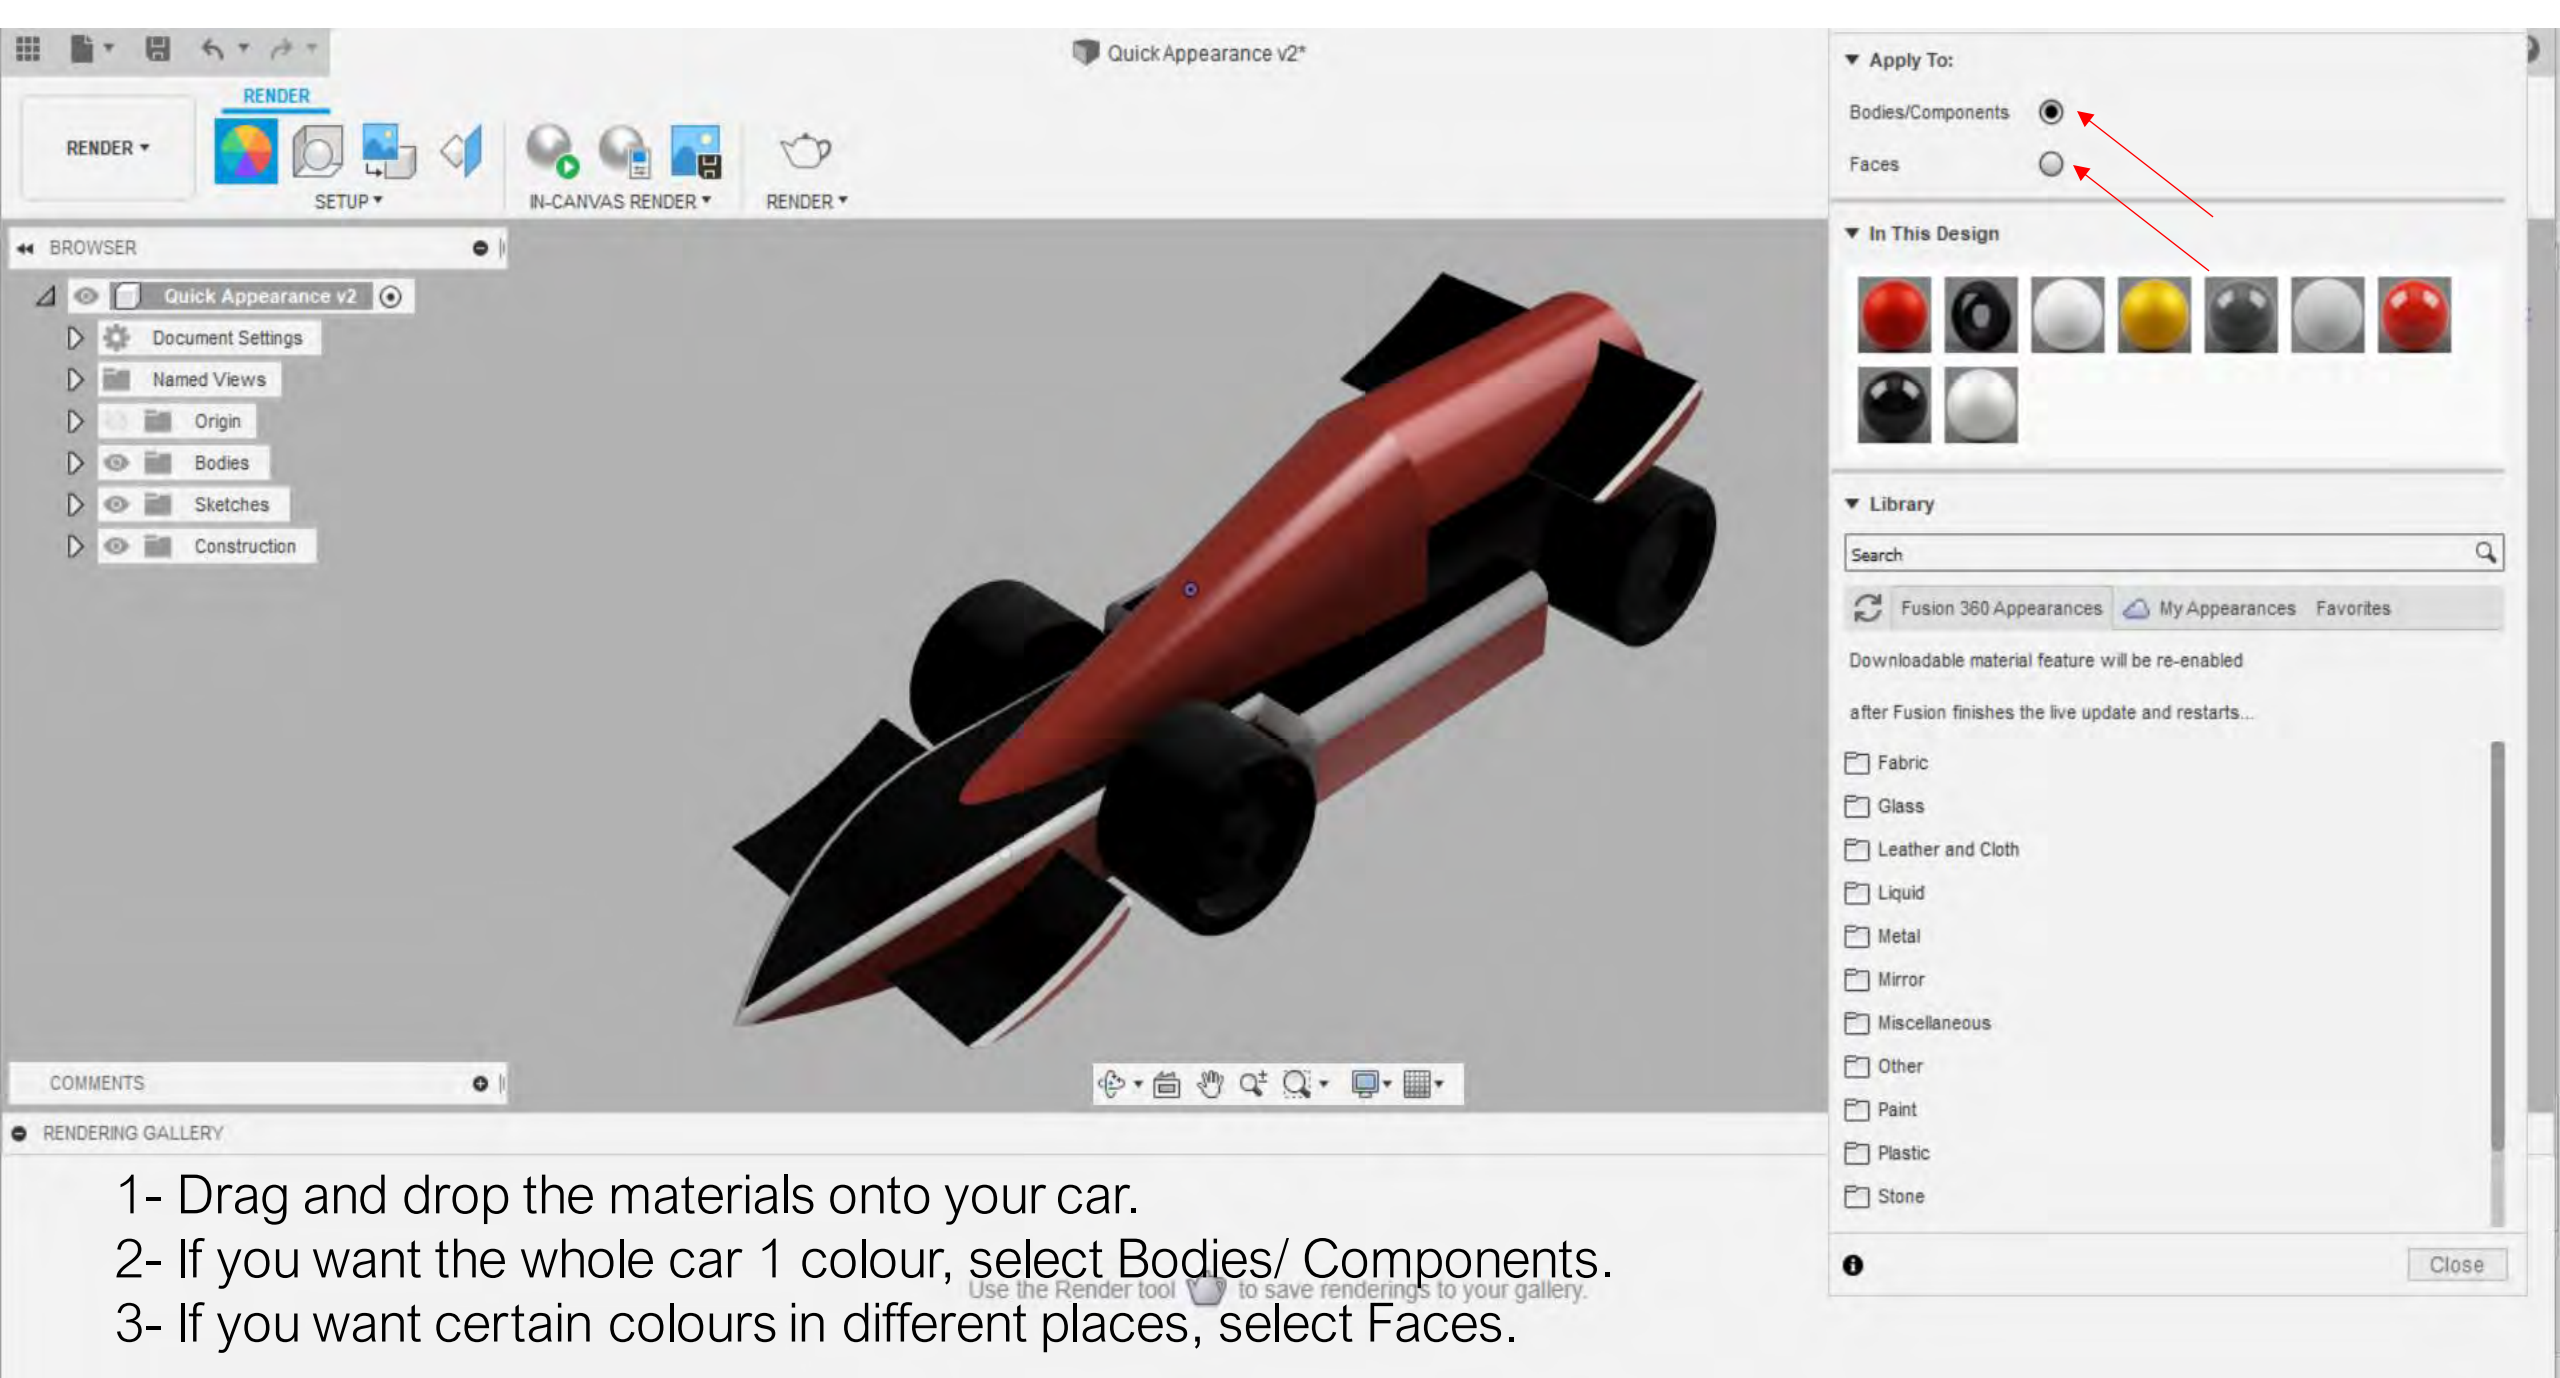 Quick Appearance v2*
RENDER
RENDER
SETUP
IN-CANVAS RENDER
RENDER
BROWSER
Quick Appearance v2
Document Settings
Named Views
Origin
Bodies
Sketches
Construction
COMMENTS
RENDERING GALLERY
Apply To:
Bodies/Components
Faces
In This Design
Library
Search
Fusion 360 Appearances My Appearances Favorites
Downloadable material feature will be re-enabled
after Fusion finishes the live update and restarts...
Fabric
Glass
Leather and Cloth
Liquid
Metal
Mirror
Miscellaneous
Other
Paint
Plastic
Stone
Close
1- Drag and drop the materials onto your car.
2- If you want the whole car 1 colour, select Bodies/ Components.
Use the Render tool to save renderings to your gallery.
3- If you want certain colours in different places, select Faces.